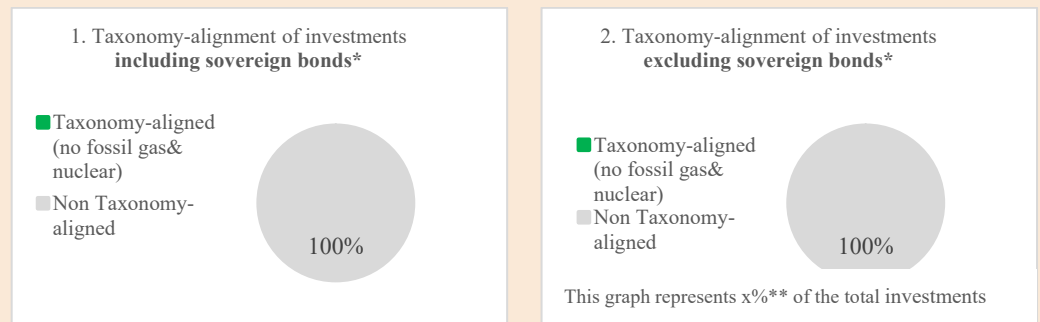 1. Taxonomy-alignment of investments
including sovereign bonds*
Taxonomy-aligned
(no fossil gas&
nuclear)
Non Taxonomy-
aligned
100%
2. Taxonomy-alignment of investments
excluding sovereign bonds*
Taxonomy-aligned
(no fossil gas&
nuclear)
Non Taxonomy-
aligned
100%
This graph represents x%** of the total investments